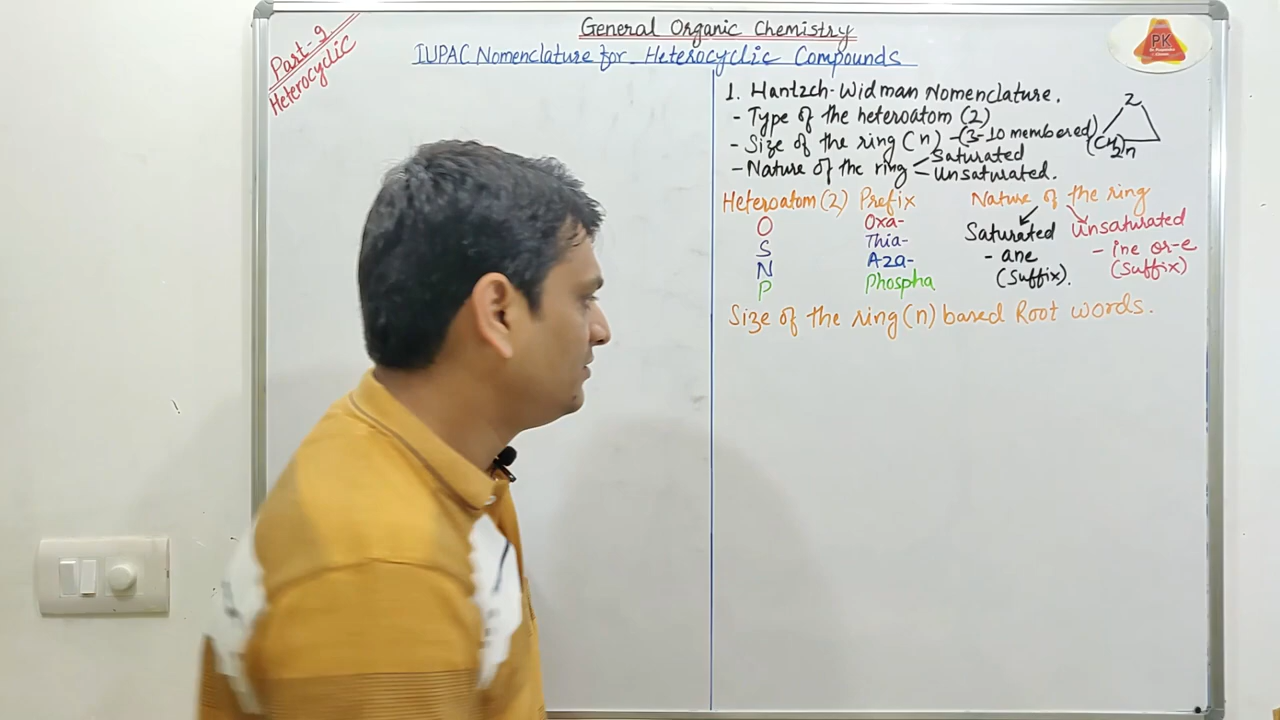 General Organic Chemistry
IUPAC Nomenclature for Heterocyclic Compounds
Part-9
Heterocyclic
PK
1. Hantzch-Widman Nomenclature.
- Type of the heteroatom (Z)
- Size of the ring (n) -(3-10 membered)
- Nature of the ring Saturated
- Unsaturated.
Z
(CH2)n
Heteroatom (Z) Prefix
O Oxa-
S Thia-
N Aza-
P Phospha
Nature of the ring
Saturated Unsaturated
- ane - ine or -e
(Suffix). (Suffix)
Size of the ring (n) based Root words.